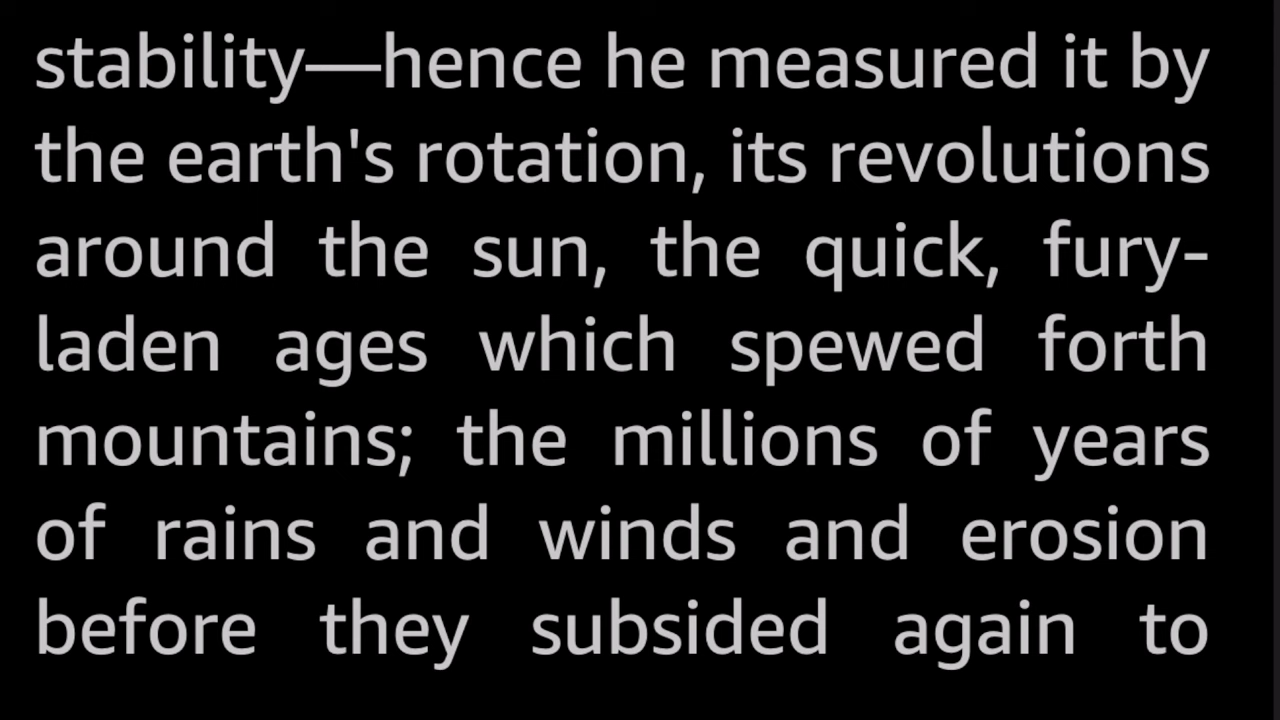 stability—hence he measured it by
the earth's rotation, its revolutions
around the sun, the quick, fury-
laden ages which spewed forth
mountains; the millions of years
of rains and winds and erosion
before they subsided again to